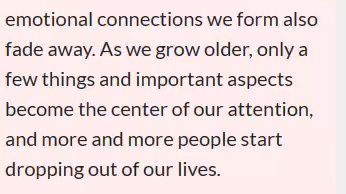 emotional connections we form also
fade away. As we grow older, only a
few things and important aspects
become the center of our attention,
and more and more people start
dropping out of our lives.